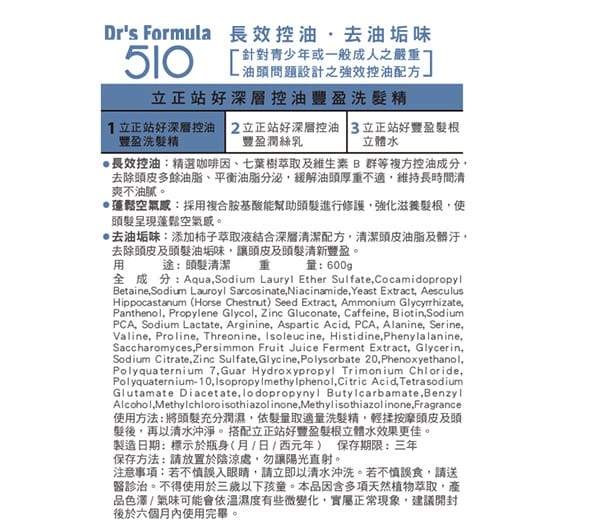 Dr's Formula
510
長效控油·去油垢味
[針對青少年或一般成人之嚴重
油頭問題設計之強效控油配方]
立正站好深層控油豐盈洗髮精
1 立正站好深層控油
豐盈洗髮精
2 立正站好深層控油
豐盈潤絲乳
3 立正站好豐盈髮根
立體水
●長效控油：精選咖啡因、七葉樹萃取及維生素 B 群等複方控油成分，
去除頭皮多餘油脂、平衡油脂分泌，緩解油頭厚重不適，維持長時間清
爽不油膩。
●蓬鬆空氣感：採用複合胺基酸能幫助頭髮進行修護，強化滋養髮根，使
頭髮呈現蓬鬆空氣感。
●去油垢味：添加柿子萃取液結合深層清潔配方，清潔頭皮油脂及髒汙，
去除頭皮及頭髮油垢味，讓頭皮及頭髮清新豐盈。
用 途：頭髮清潔 重 量：600g
全 成 分：Aqua,Sodium Lauryl Ether Sulfate,Cocamidopropyl
Betaine,Sodium Lauroyl Sarcosinate,Niacinamide,Yeast Extract, Aesculus
Hippocastanum (Horse Chestnut) Seed Extract, Ammonium Glycyrrhizate,
Panthenol, Propylene Glycol, Zinc Gluconate, Caffeine, Biotin,Sodium
PCA, Sodium Lactate, Arginine, Aspartic Acid, PCA, Alanine, Serine,
Valine, Proline, Threonine, Isoleucine, Histidine,Phenylalanine,
Saccharomyces,Persimmon Fruit Juice Ferment Extract, Glycerin,
Sodium Citrate,Zinc Sulfate,Glycine,Polysorbate 20,Phenoxyethanol,
Polyquaternium 7,Guar Hydroxypropyl Trimonium Chloride,
Polyquaternium-10,Isopropylmethylphenol,Citric Acid,Tetrasodium
Glutamate Diacetate,Iodopropynyl Butylcarbamate,Benzyl
Alcohol,Methylchloroisothiazolinone,Methylisothiazolinone,Fragrance
使用方法：將頭髮充分潤濕，依髮量取適量洗髮精，輕揉按摩頭皮及頭
髮後，再以清水沖淨。搭配立正站好豐盈髮根立體水效果更佳。
製造日期：標示於瓶身(月/日/西元年) 保存期限：三年
保存方法：請放置於陰涼處，勿讓陽光直射。
注意事項：若不慎誤入眼睛，請立即以清水沖洗。若不慎誤食，請送
醫診治。不得使用於三歲以下孩童。本品因含多項天然植物萃取，產
品色澤/氣味可能會依溫濕度有些微變化，實屬正常現象，建議開封
後於六個月內使用完畢。